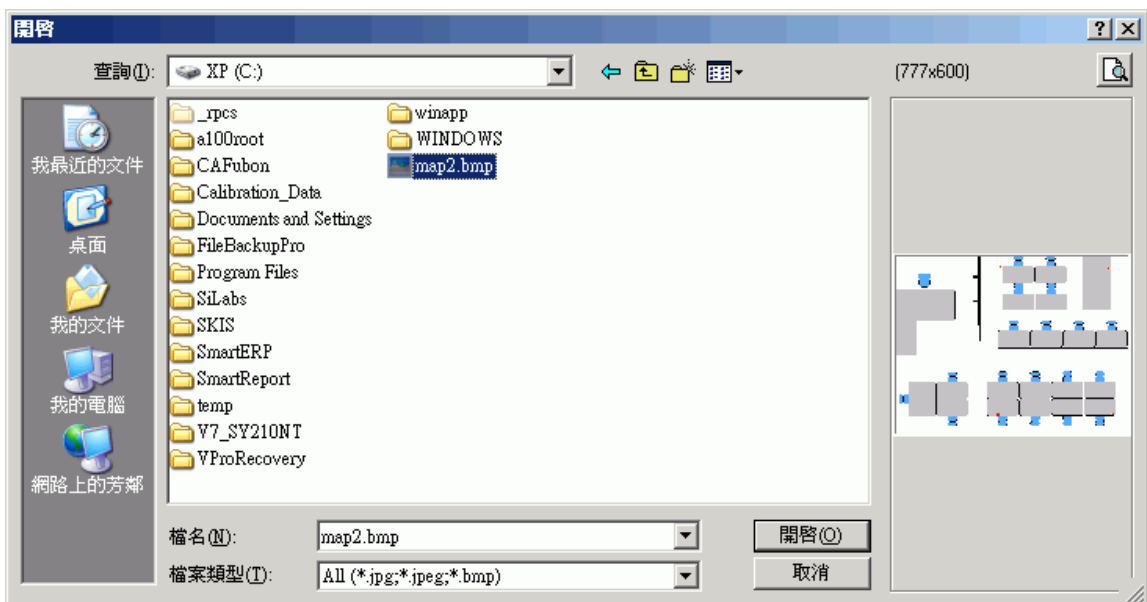 開啓
查詢(I): XP (C:) (777x600)
我最近的文件
桌面
我的文件
我的電腦
網路上的芳鄰
_rpcs
a100root
CAFubon
Calibration_Data
Documents and Settings
FileBackupPro
Program Files
SiLabs
SKIS
SmartERP
SmartReport
temp
V7_SY210NT
VProRecovery
winapp
WINDOWS
map2.bmp
檔名(N): map2.bmp 開啓(O)
檔案類型(T): All (*.jpg;*.jpeg;*.bmp) 取消